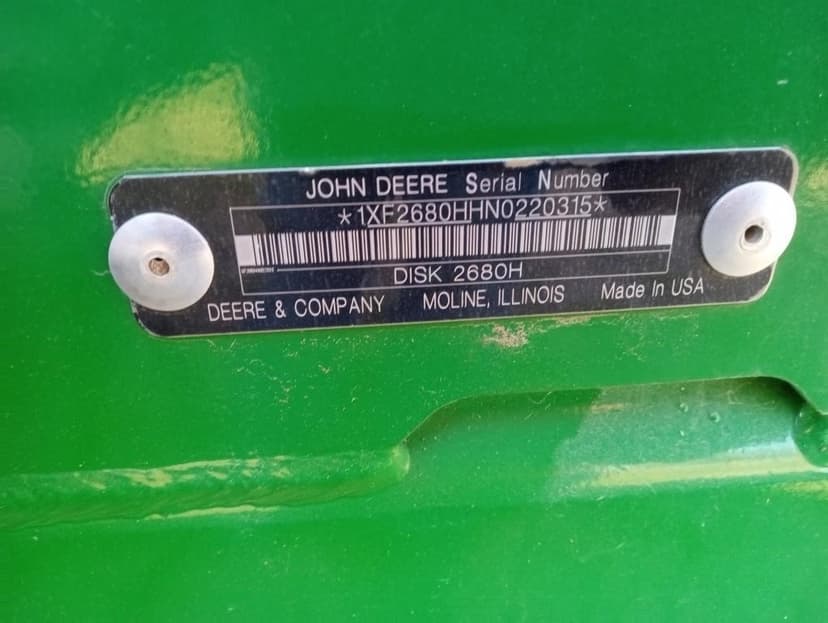 JOHN DEERE Serial Number
*1XF2680HHN0220315*
DISK 2680H
DEERE & COMPANY MOLINE, ILLINOIS Made In USA